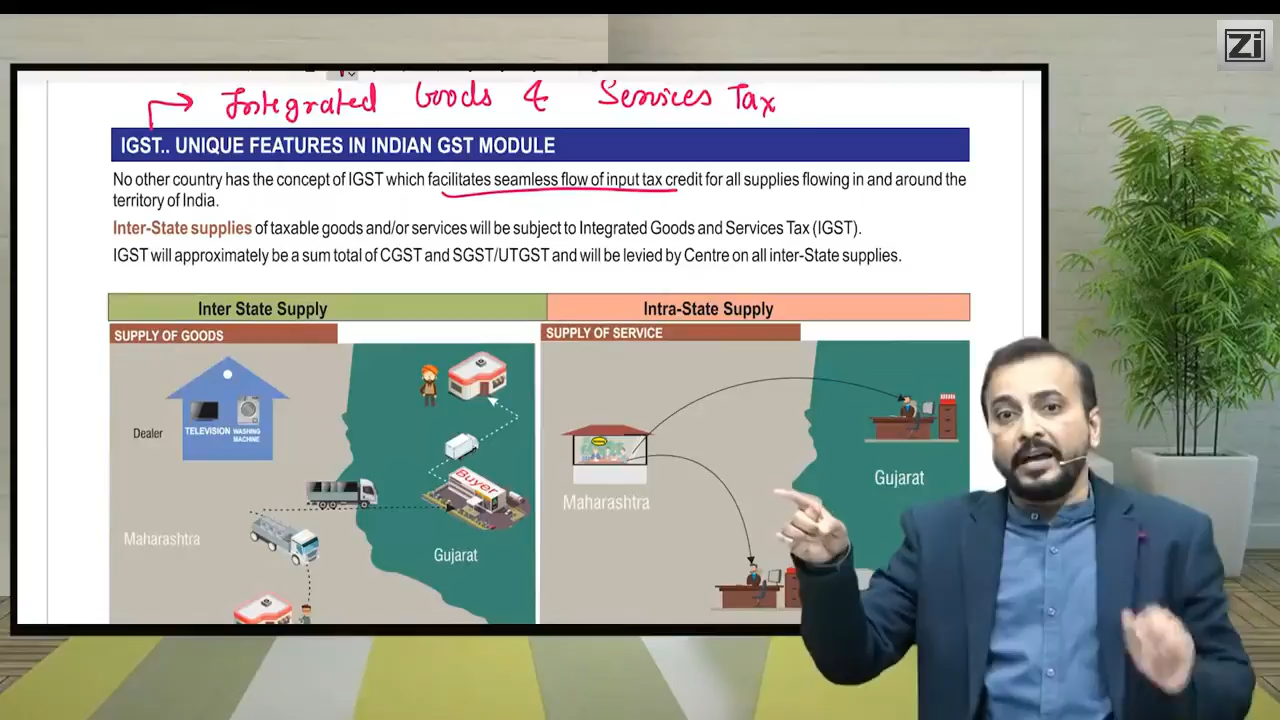 Zi
Integrated Goods & Services Tax
IGST.. UNIQUE FEATURES IN INDIAN GST MODULE
No other country has the concept of IGST which facilitates seamless flow of input tax credit for all supplies flowing in and around the
territory of India.
Inter-State supplies of taxable goods and/or services will be subject to Integrated Goods and Services Tax (IGST).
IGST will approximately be a sum total of CGST and SGST/UTGST and will be levied by Centre on all inter-State supplies.
Inter State Supply
Intra-State Supply
SUPPLY OF GOODS
SUPPLY OF SERVICE
Dealer
TELEVISION
WASHING
MACHINE
Buyer
Maharashtra
Gujarat
Maharashtra
Gujarat